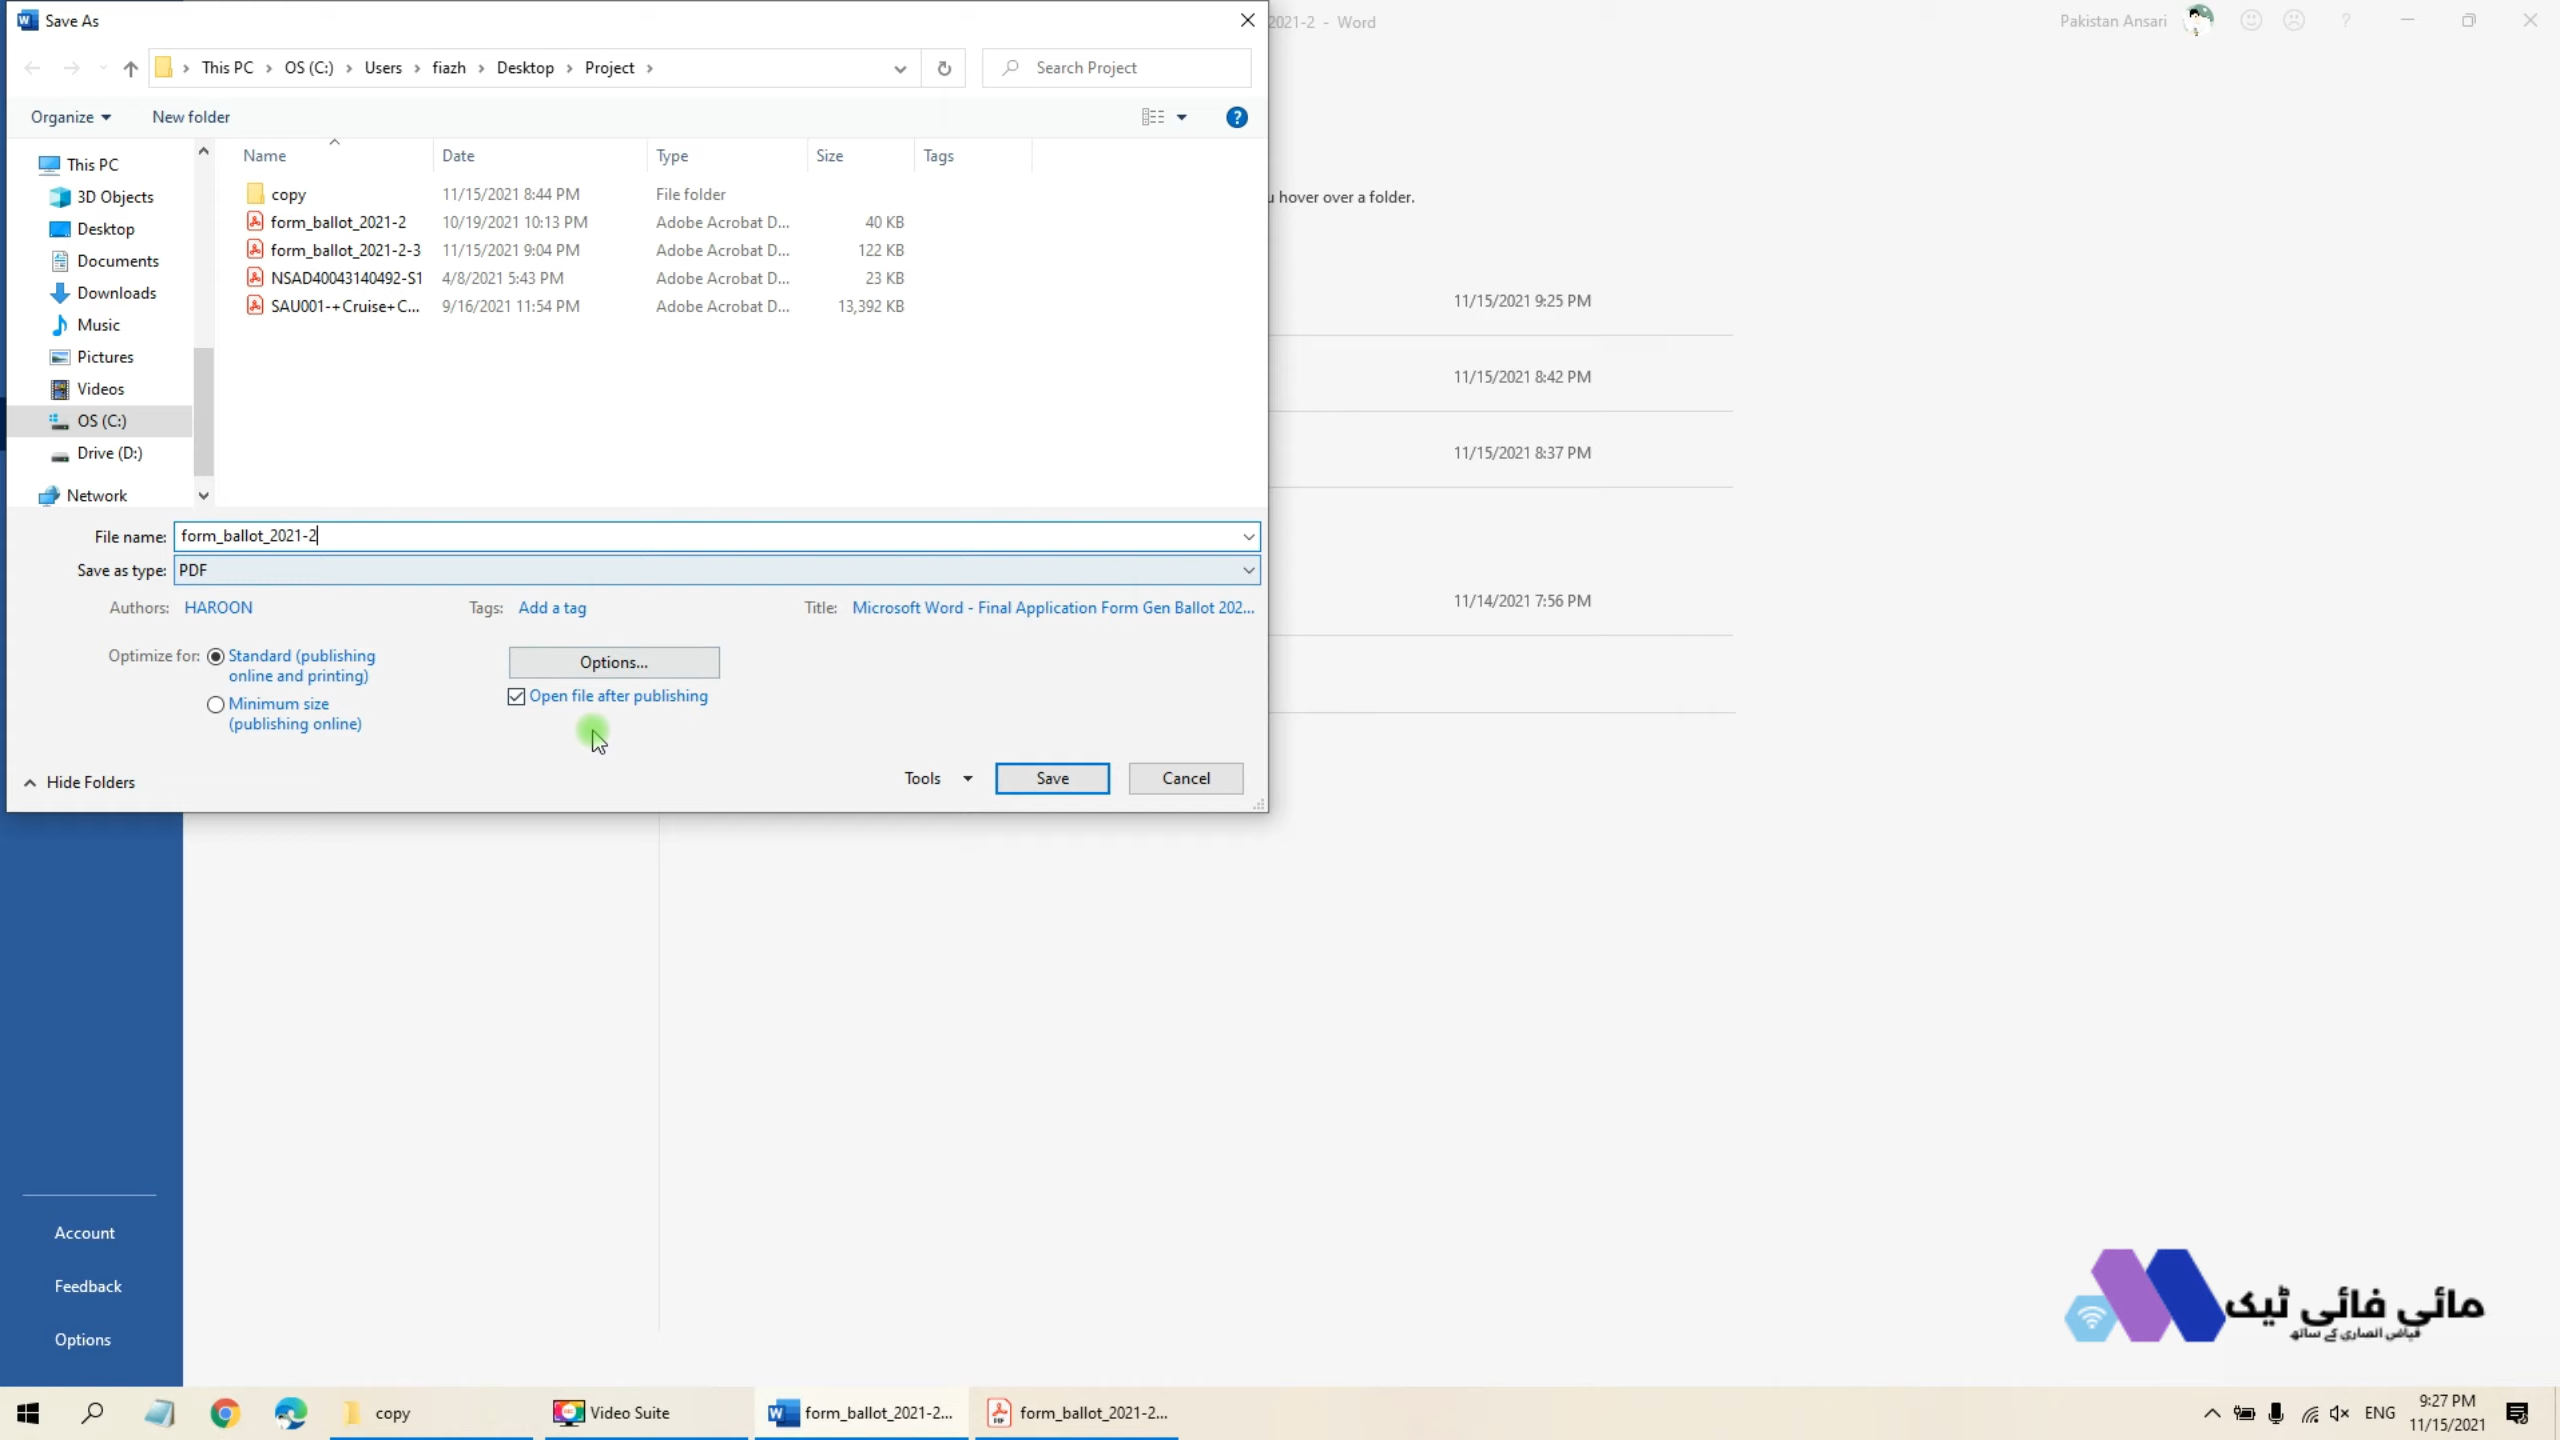 Save As
2021-2 - Word
Pakistan Ansari
This PC
OS (C:)
Users
fiazh
Desktop
Project
Search Project
Organize
New folder
Name
Date
Type
Size
Tags
This PC
3D Objects
Desktop
Documents
Downloads
Music
Pictures
Videos
OS (C:)
Drive (D:)
Network
copy 11/15/2021 8:44 PM File folder
form_ballot_2021-2 10/19/2021 10:13 PM Adobe Acrobat D... 40 KB
form_ballot_2021-2-3 11/15/2021 9:04 PM Adobe Acrobat D... 122 KB
NSAD40043140492-S1 4/8/2021 5:43 PM Adobe Acrobat D... 23 KB
SAU001-+Cruise+C... 9/16/2021 11:54 PM Adobe Acrobat D... 13,392 KB
u hover over a folder.
11/15/2021 9:25 PM
11/15/2021 8:42 PM
11/15/2021 8:37 PM
11/14/2021 7:56 PM
File name: form_ballot_2021-2
Save as type: PDF
Authors: HAROON
Tags: Add a tag
Title: Microsoft Word - Final Application Form Gen Ballot 202...
Optimize for:
Standard (publishing
online and printing)
Minimum size
(publishing online)
Options...
Open file after publishing
Hide Folders
Tools
Save
Cancel
Account
Feedback
Options
مائی فائی ٹیک
فیاض انصاری کے ساتھ
copy
Video Suite
form_ballot_2021-2...
form_ballot_2021-2...
ENG
9:27 PM
11/15/2021